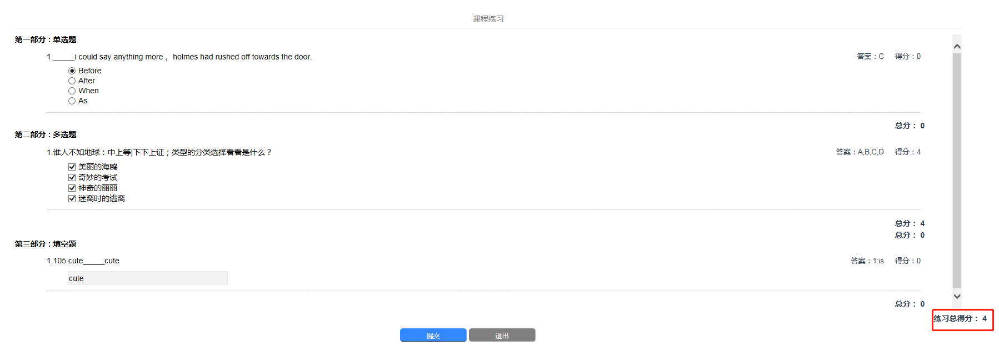 课程练习
第一部分：单选题
1._____i could say anything more， holmes had rushed off towards the door. 答案：C 得分：0
Before
After
When
As
总分： 0
第二部分：多选题
1.谁人不知地球：中上等|下下上证；类型的分类选择看看是什么？ 答案：A,B,C,D 得分：4
美丽的海鸥
奇妙的考试
神奇的丽丽
迷离时的逃离
总分： 4
总分： 0
第三部分：填空题
1.105 cute_____cute 答案：1:is 得分：0
cute
总分： 0
练习总得分： 4
提交 退出